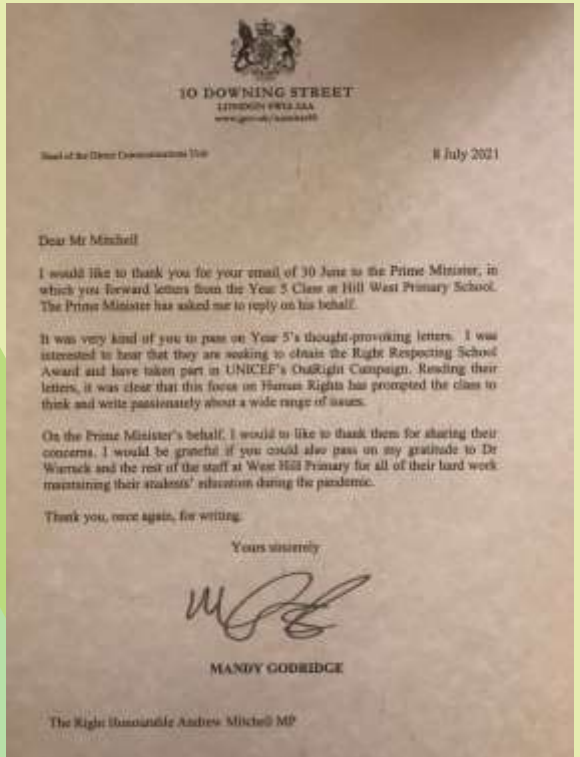 10 DOWNING STREET
LONDON SW1A 2AA
www.gov.uk/number10
Head of the Direct Communications Unit
8 July 2021
Dear Mr Mitchell
I would like to thank you for your email of 30 June to the Prime Minister, in
which you forward letters from the Year 5 Class at Hill West Primary School.
The Prime Minister has asked me to reply on his behalf.
It was very kind of you to pass on Year 5's thought-provoking letters. I was
interested to hear that they are seeking to obtain the Right Respecting School
Award and have taken part in UNICEF's OutRight Campaign. Reading their
letters, it was clear that this focus on Human Rights has prompted the class to
think and write passionately about a wide range of issues.
On the Prime Minister's behalf, I would to like to thank them for sharing their
concerns. I would be grateful if you could also pass on my gratitude to Dr
and the rest of the staff at West Hill Primary for all of their hard work
maintaining their students' education during the pandemic.
Thank you, once again, for writing.
Yours sincerely
MANDY GODRIDGE
The Right Honourable Andrew Mitchell MP